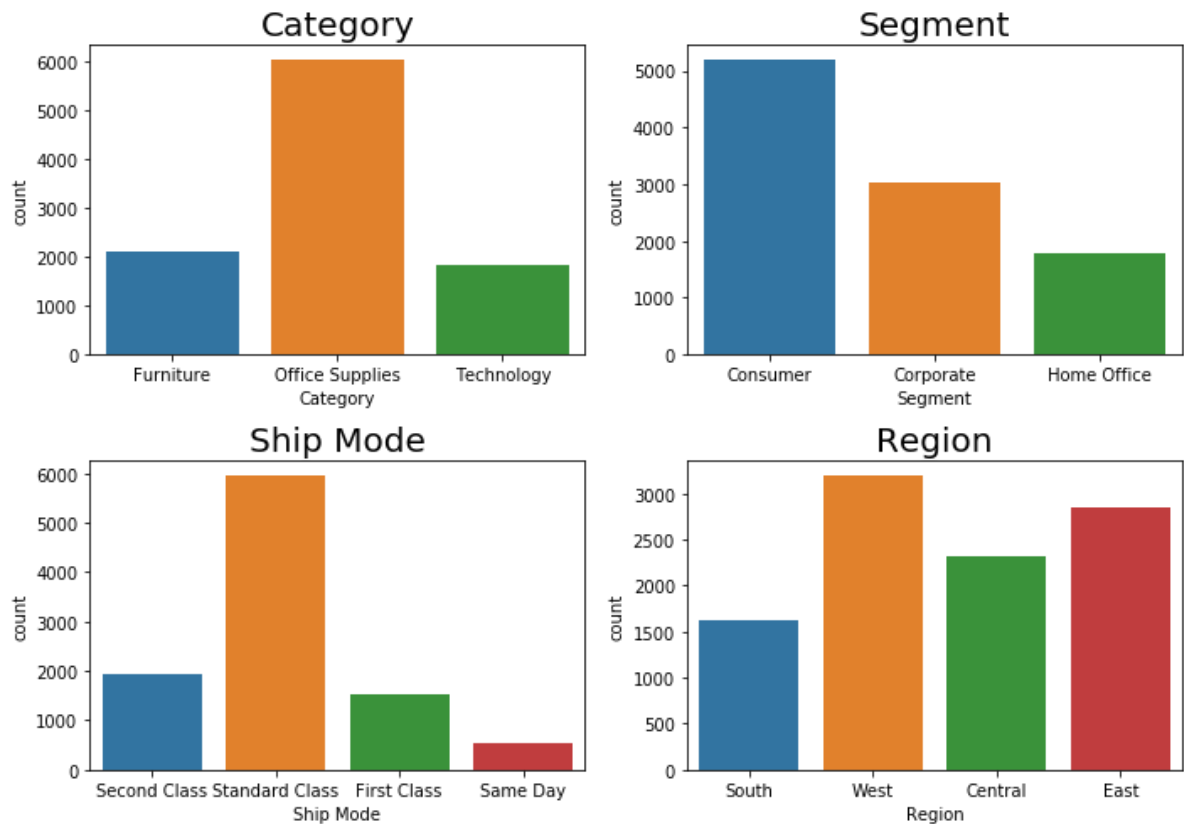 Category
6000
5000
4000
3000
2000
1000
0
count
Furniture Office Supplies Technology
Category
Segment
5000
4000
3000
2000
1000
0
count
Consumer Corporate Home Office
Segment
Ship Mode
6000
5000
4000
3000
2000
1000
0
count
Second Class Standard Class First Class Same Day
Ship Mode
Region
3000
2500
2000
1500
1000
500
0
count
South West Central East
Region